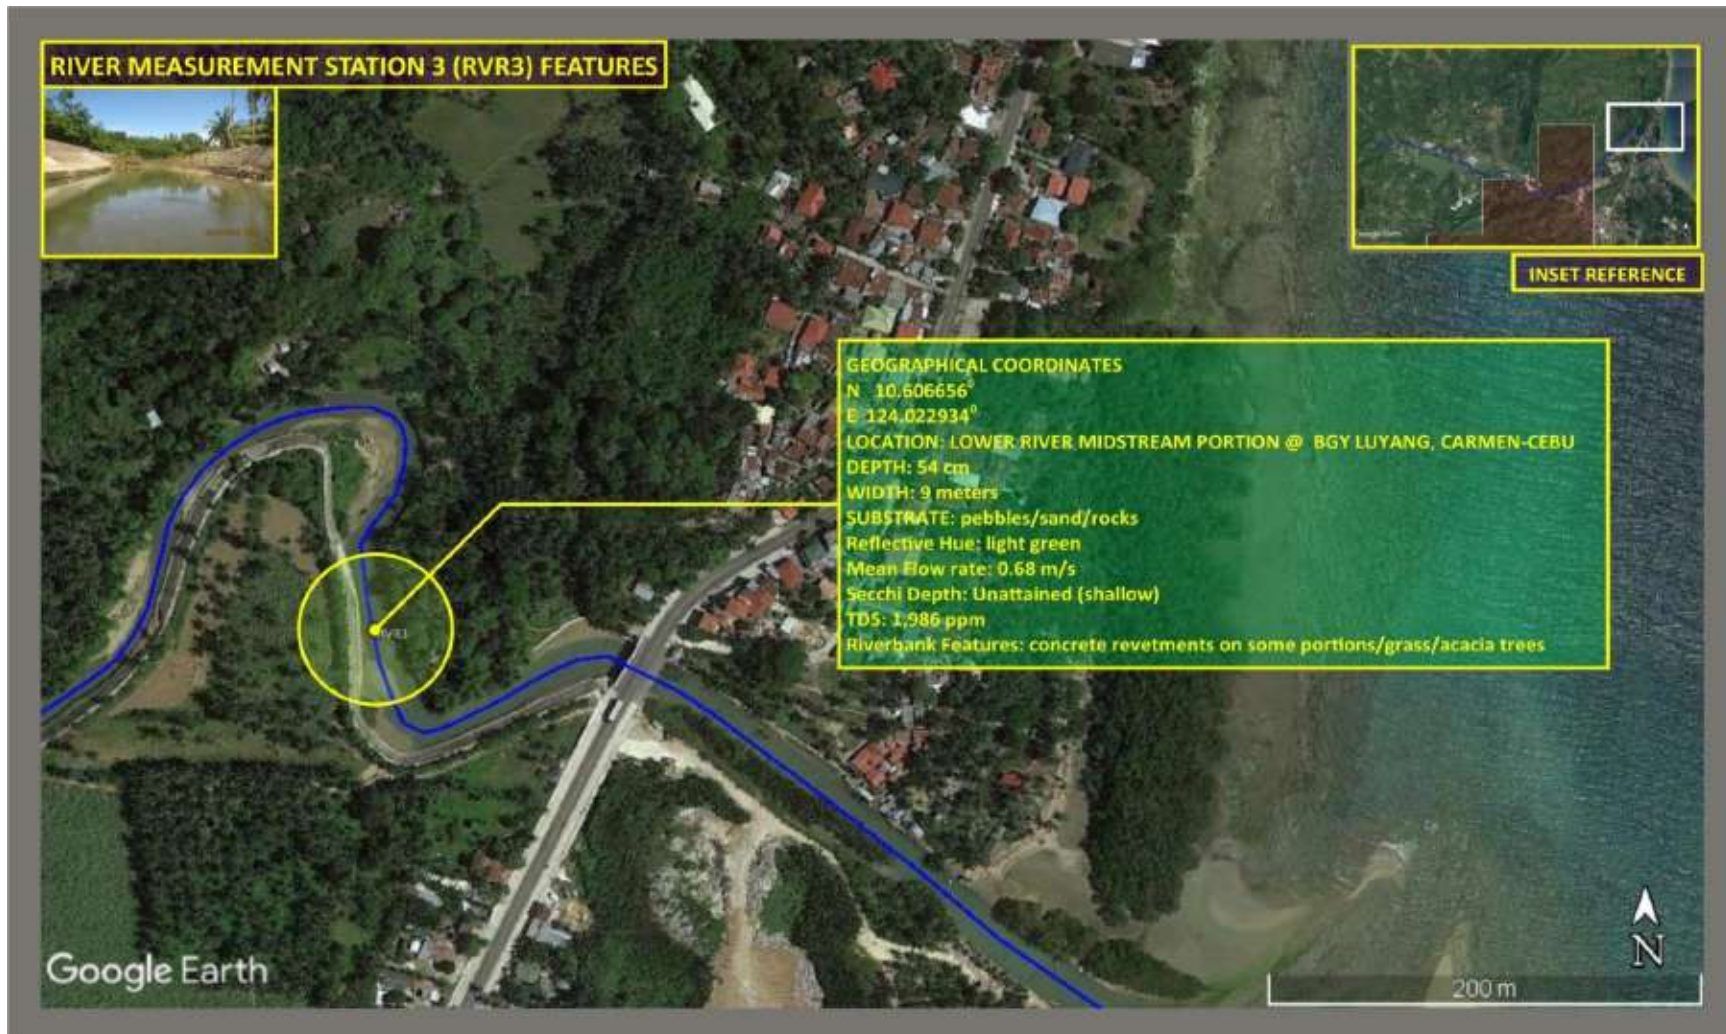 RIVER MEASUREMENT STATION 3 (RVR3) FEATURES
INSET REFERENCE
GEOGRAPHICAL COORDINATES
N 10.606656⁰
E 124.022934⁰
LOCATION: LOWER RIVER MIDSTREAM PORTION @ BGY LUYANG, CARMEN-CEBU
DEPTH: 54 cm
WIDTH: 9 meters
SUBSTRATE: pebbles/sand/rocks
Reflective Hue: light green
Mean Flow rate: 0.68 m/s
Secchi Depth: Unattained (shallow)
TDS: 1,986 ppm
Riverbank Features: concrete revetments on some portions/grass/acacia trees
RVR3
Google Earth
N
200 m